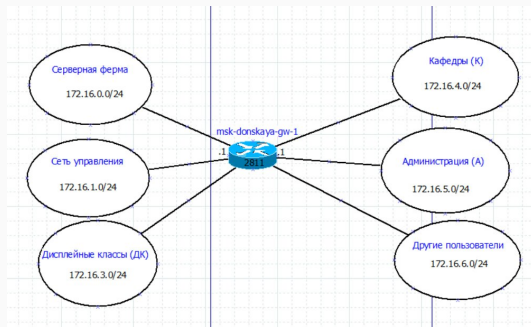 Серверная ферма
172.16.0.0/24
Кафедры (К)
172.16.4.0/24
msk-donskaya-gw-1
.1
.1
2811
Сеть управления
172.16.1.0/24
Администрация (А)
172.16.5.0/24
Дисплейные классы (ДК)
172.16.3.0/24
Другие пользователи
172.16.6.0/24